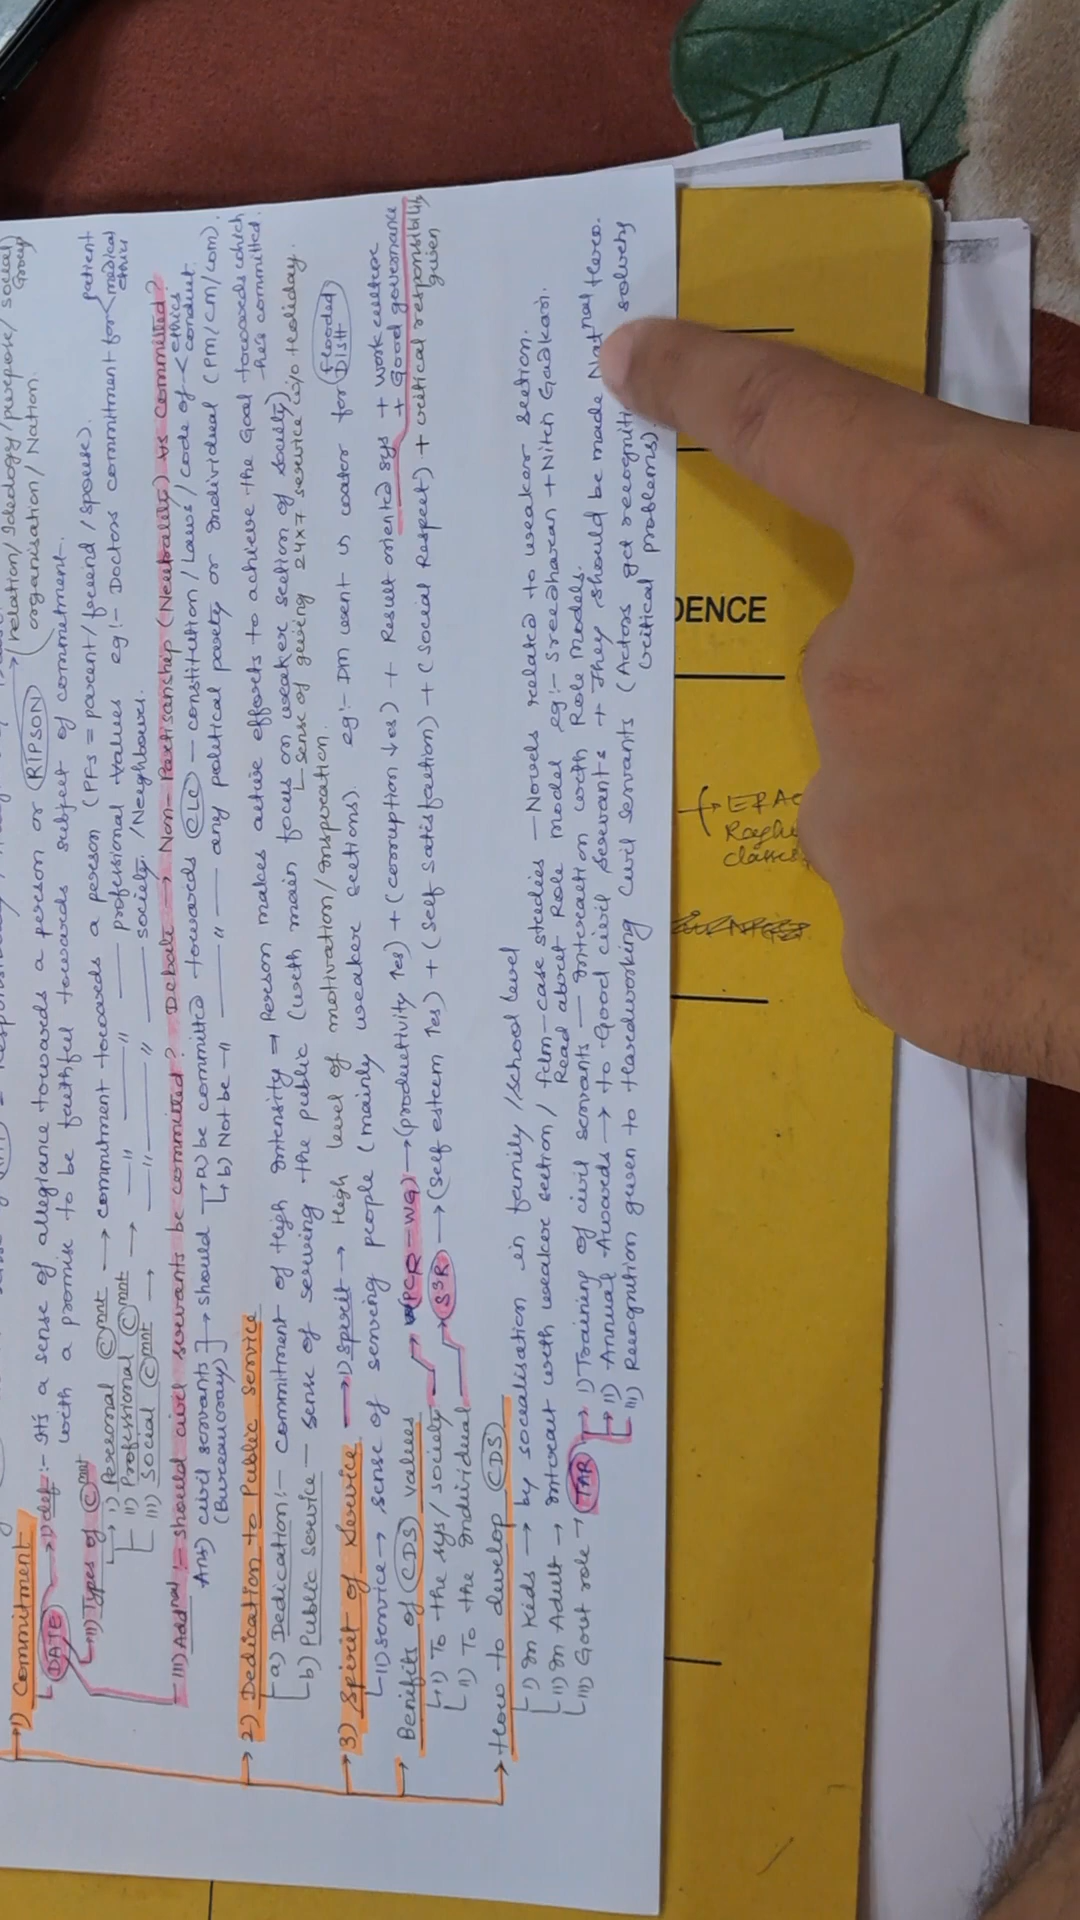 relation/Ideology/purpose/social Group
organisation/Nation.
1) Commitment
DATE → i) def :- It's a sense of allegiance towards a person or RIPSON
with a promise to be faithful towards subject of commitment.
ii) Types of Cmnt
→ i) Personal Cmnt → commitment towards a person (PFs = parent/friend/spouse).
ii) Professional Cmnt → —"— —"— professional values eg:- Doctors commitment for < patient
medical ethics
iii) Social Cmnt → —"— —"— society/Neighbours.
iii) Addnal :- should civil servants be committed? Debate → Non-Partisanship (Neutrality) vs Committed?
Ans) civil servants (Bureaucracy) ] → should → a) be committed towards CLC - constitution/Laws/code of < ethics
conduct.
↳ b) Not be —"— any political party or individual (PM/CM/com).
2) Dedication to Public service
a) Dedication:- commitment of High Intensity → Person makes active efforts to achieve the Goal towards which
he's committed.
b) Public Service — sense of serving the public (with main focus on weaker section of society)
↳ sense of giving 24x7 service w/o Holiday.
3) Spirit of Service → i) Spirit → High level of motivation/inspiration.
ii) service → sense of serving people (mainly weaker sections). eg:- DM went in water for flooded Distt
Benifits of CDS values
i) To the sys/society → PCR-WG → (productivity ↑es) + (corruption ↓es) + Result oriented sys + work culture
+ Good governance
ii) To the individual → S³R → (self esteem ↑es) + (self satisfaction) + (social Respect) + critical responsibility
given
How to develop CDS
i) In kids → by socialisation in family/school level
ii) In Adult → interact with weaker section / film-case studies — Novels related to weaker section.
Read about Role Model eg:- Sreedharan + Nitin Gadkari.
iii) Govt role → TAR → i) Training of civil servants — interaction with Role Models.
ii) Annual Awards → to Good civil servants + They should be made Natnal Hero.
iii) Recognition given to Hardworking civil servants (Actors get solving
critical problems).
DENCE
classes